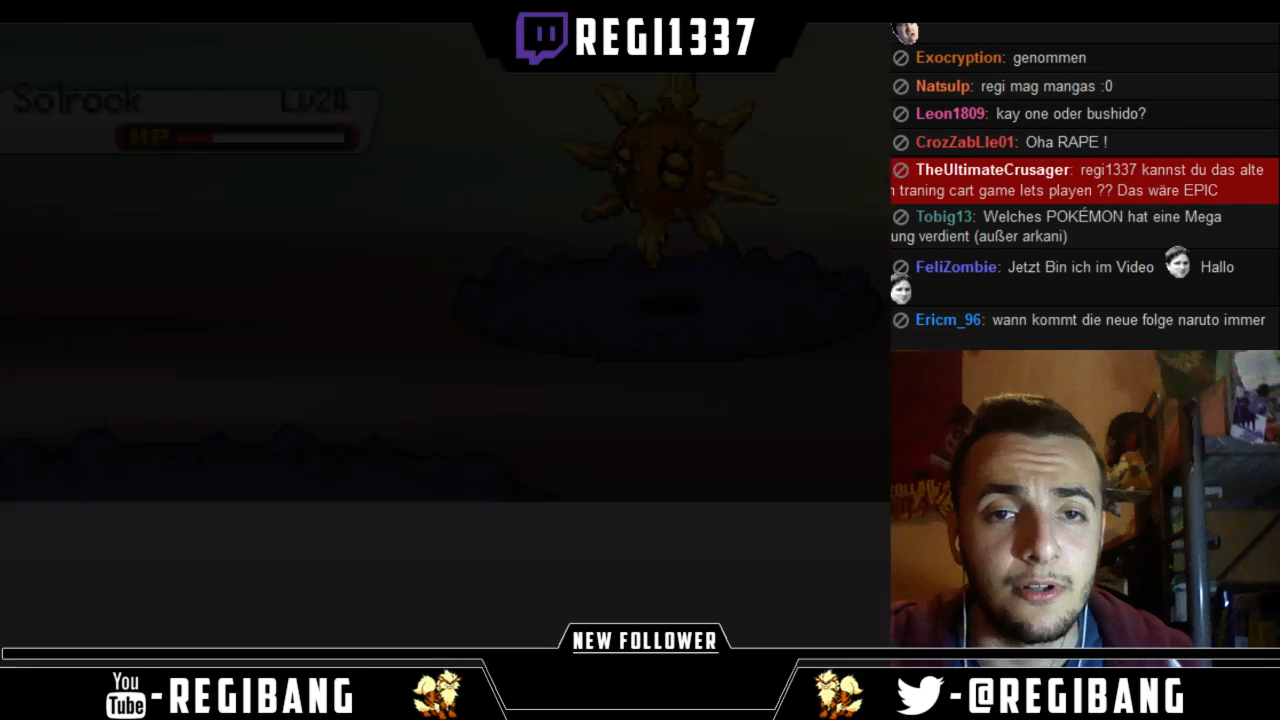 REGI1337
Solrock Lv24
HP
Exocryption: genommen
Natsulp: regi mag mangas :0
Leon1809: kay one oder bushido?
CrozZabLIe01: Oha RAPE !
TheUltimateCrusager: regi1337 kannst du das alte
n traning cart game lets playen ?? Das wäre EPIC
Tobig13: Welches POKÉMON hat eine Mega
ung verdient (außer arkani)
FeliZombie: Jetzt Bin ich im Video Hallo
Ericm_96: wann kommt die neue folge naruto immer
NEW FOLLOWER
You
Tube -REGIBANG
-@REGIBANG